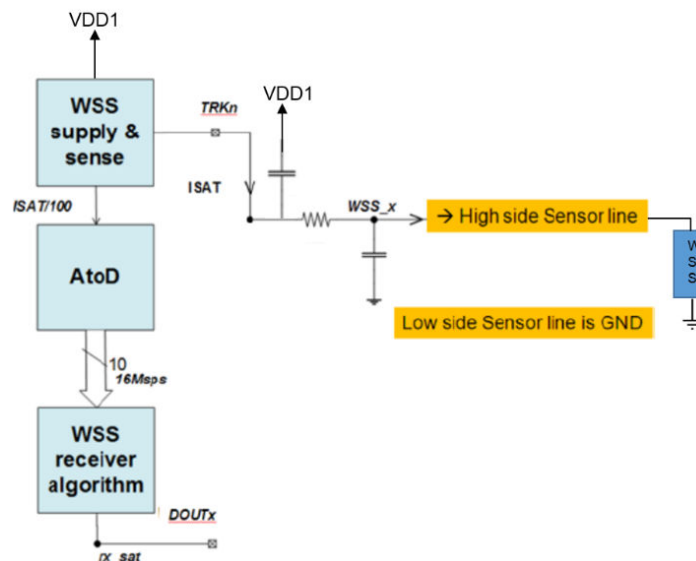 VDD1
WSS
supply &
sense
TRKn
VDD1
ISAT
ISAT/100
WSS_x
→ High side Sensor line
W
S
S
AtoD
Low side Sensor line is GND
10
16Msps
WSS
receiver
algorithm
DOUTx
rx_sat